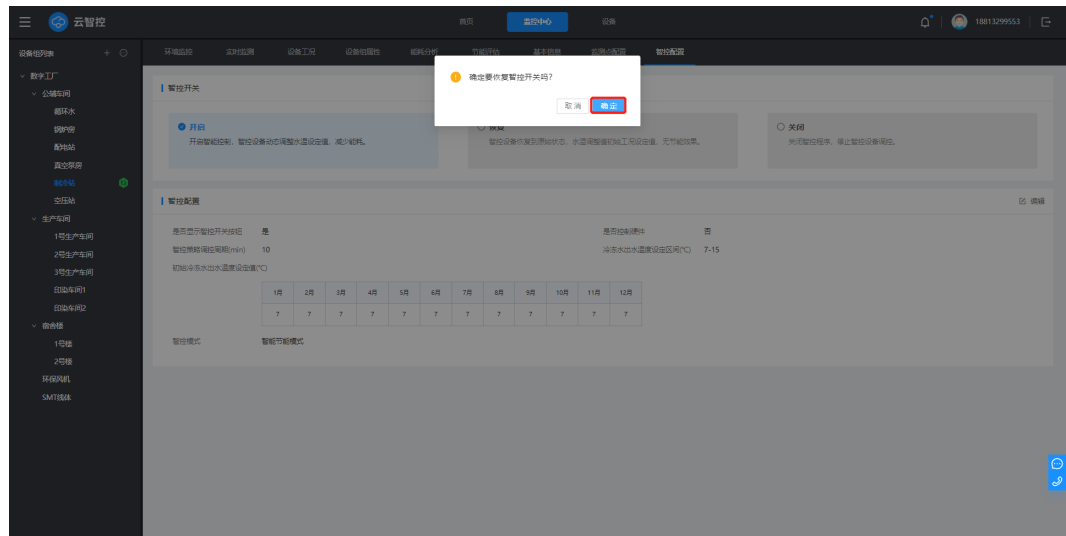 云智控
首页
监控中心
设备
18813299553
设备组列表
环境监控 实时监测 设备工况 设备组属性 能耗分析 节能评估 基本信息 监测点配置 智控配置
数字工厂
公辅车间
循环水
锅炉房
配电站
真空泵房
制冷站
空压站
生产车间
1号生产车间
2号生产车间
3号生产车间
印染车间1
印染车间2
宿舍楼
1号楼
2号楼
环保风机
SMT线体
确定要恢复智控开关吗?
取消 确定
智控开关
开启
开启智能控制，智控设备动态调整水温设定值，减少能耗。
恢复
智控设备恢复到原始状态，水温调整值初始工况设定值，无节能效果。
关闭
关闭智控程序，停止智控设备调控。
智控配置
编辑
是否显示智控开关按钮 是
是否控制硬件 否
智控策略调控周期(min) 10
冷冻水出水温度设定区间(℃) 7-15
初始冷冻水出水温度设定值(℃)
1月 2月 3月 4月 5月 6月 7月 8月 9月 10月 11月 12月
7 7 7 7 7 7 7 7 7 7 7 7
智控模式 智能节能模式